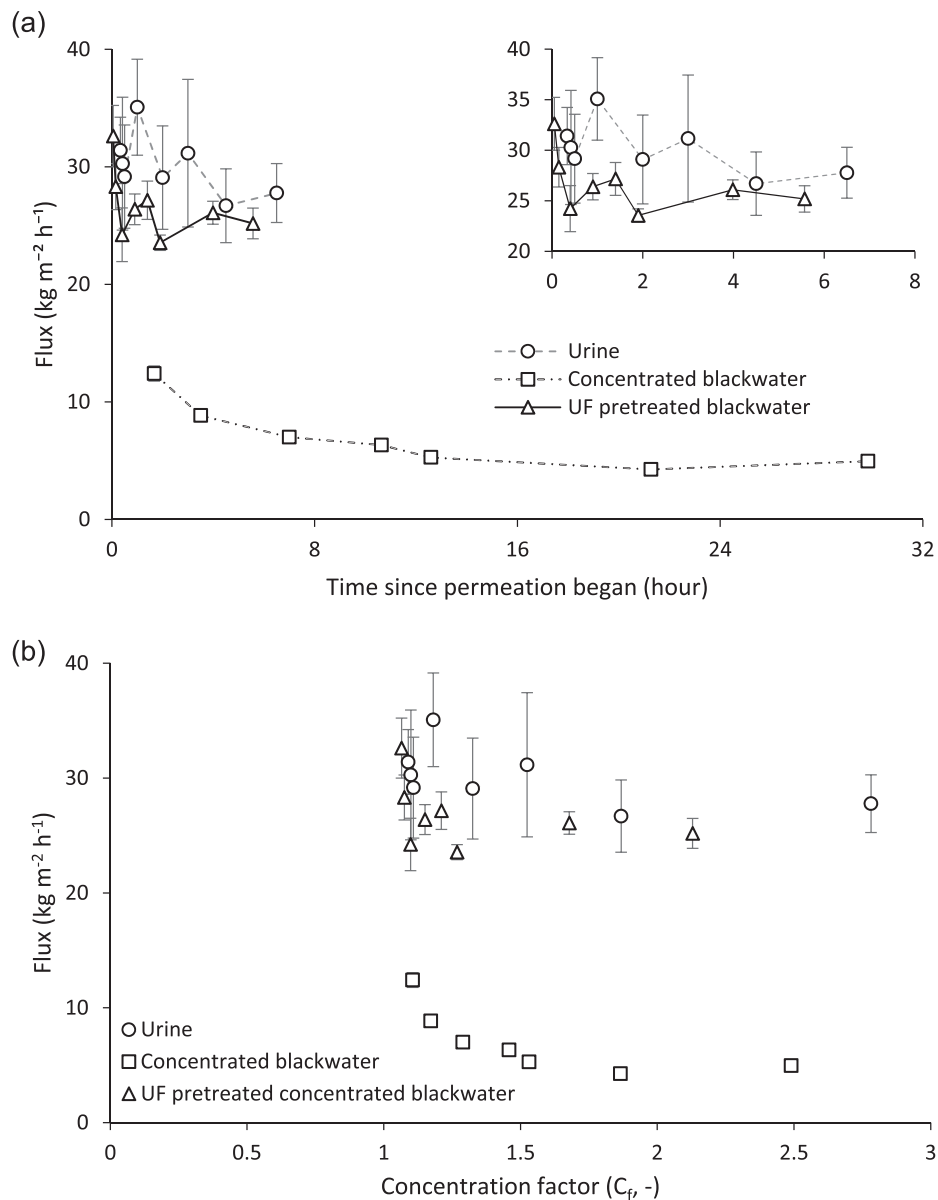 (a)
40
30
20
10
0
Flux (kg m⁻² h⁻¹)
0 8 16 24 32
Time since permeation began (hour)
40
35
30
25
20
0 2 4 6 8
Urine
Concentrated blackwater
UF pretreated blackwater
(b)
40
30
20
10
0
Flux (kg m⁻² h⁻¹)
Urine
Concentrated blackwater
UF pretreated concentrated blackwater
0 0.5 1 1.5 2 2.5 3
Concentration factor (Cf, -)